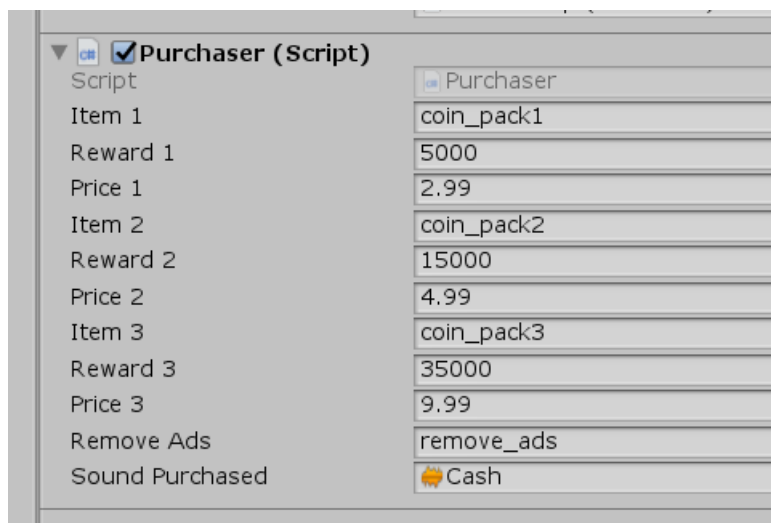 Purchaser (Script)
Script Purchaser
Item 1 coin_pack1
Reward 1 5000
Price 1 2.99
Item 2 coin_pack2
Reward 2 15000
Price 2 4.99
Item 3 coin_pack3
Reward 3 35000
Price 3 9.99
Remove Ads remove_ads
Sound Purchased Cash